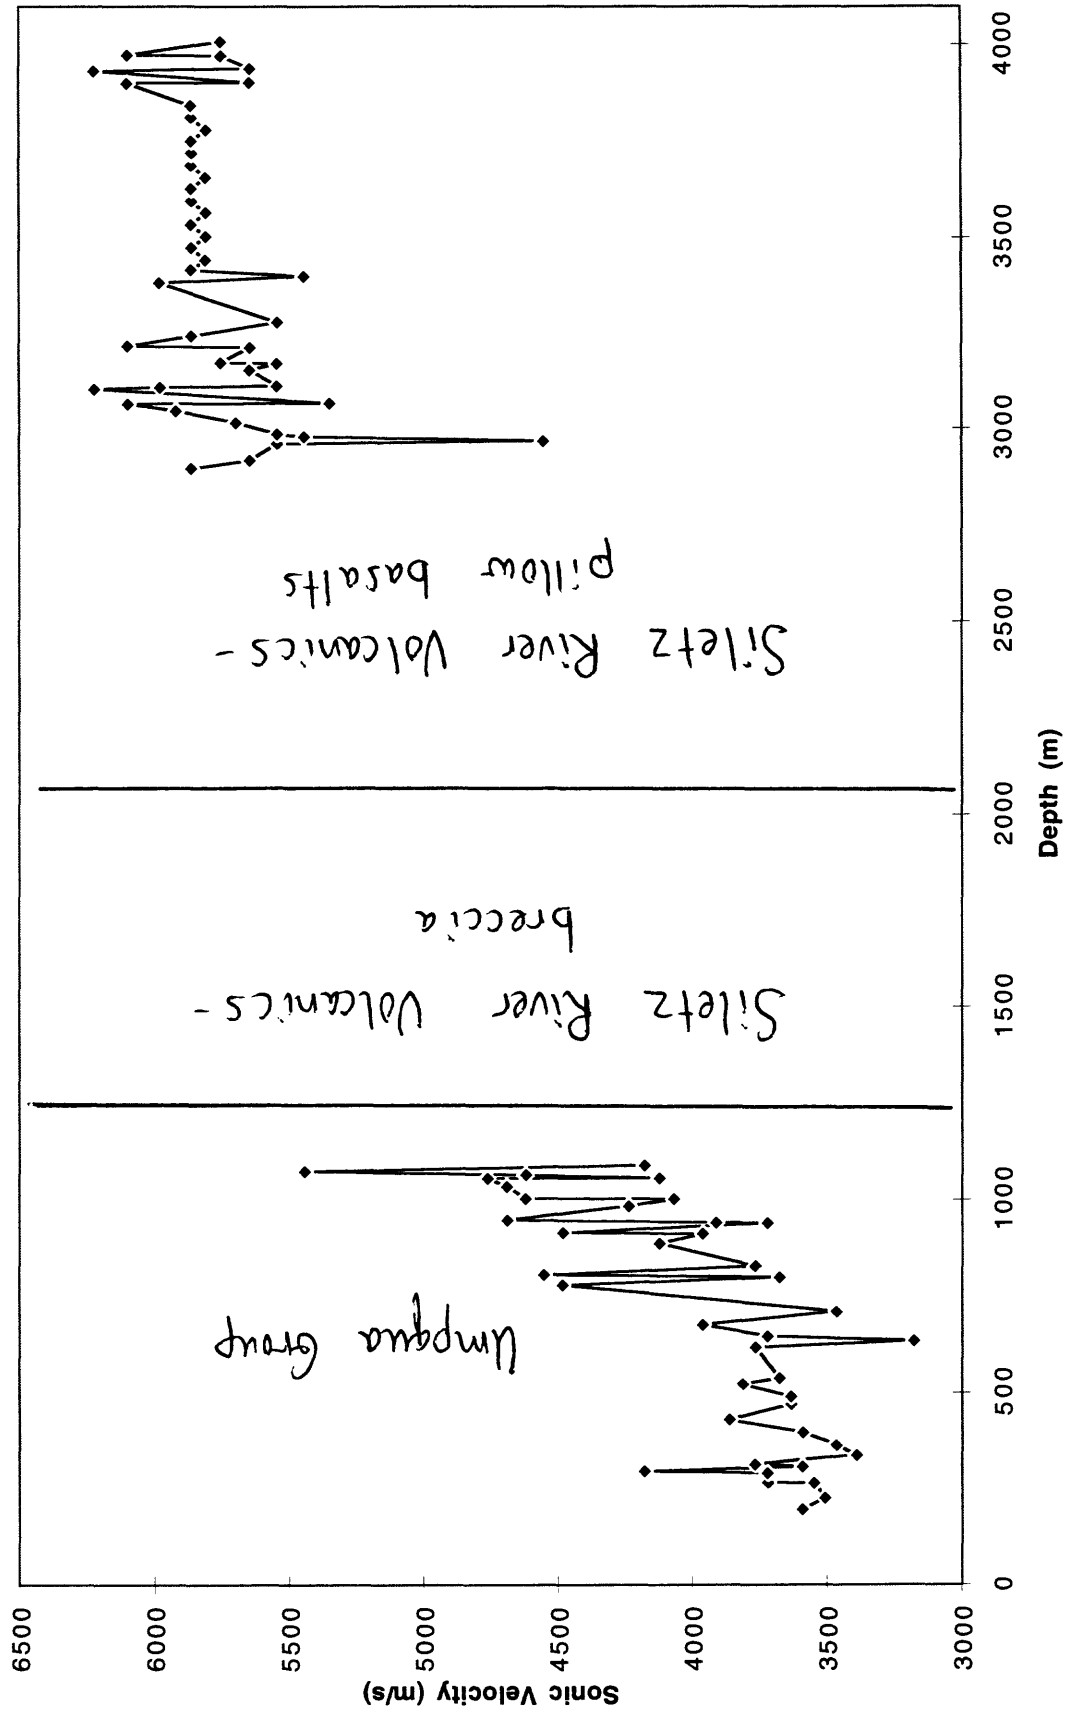 6500
6000
5500
5000
4500
4000
3500
3000
Sonic Velocity (m/s)
0
500
1000
1500
2000
2500
3000
3500
4000
Depth (m)
Umpqua Group
Siletz River Volcanics -
breccia
Siletz River Volcanics -
pillow basalts